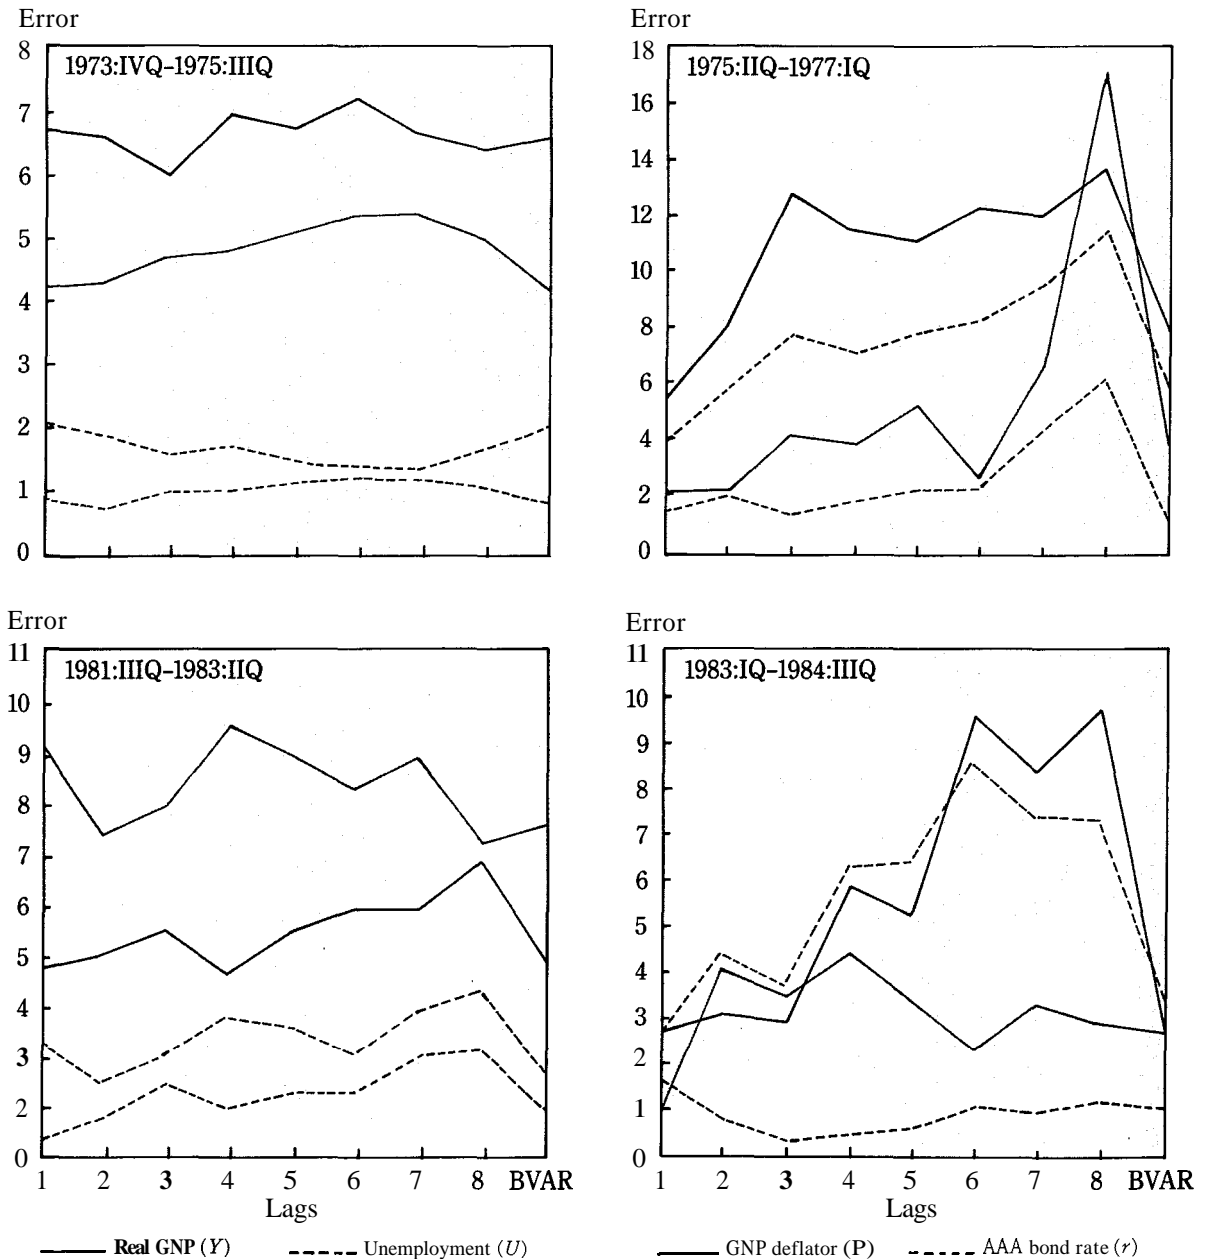 Error
8
7
6
5
4
3
2
1
0
1973:IVQ-1975:IIIQ
Error
18
16
14
12
10
8
6
4
2
0
1975:IIQ-1977:IQ
Error
11
10
9
8
7
6
5
4
3
2
0
1981:IIIQ-1983:IIQ
1 2 3 4 5 6 7 8 BVAR
Lags
Error
11
10
9
8
7
6
5
4
3
2
1
0
1983:IQ-1984:IIIQ
1 2 3 4 5 6 7 8 BVAR
Lags
Real GNP (Y)
Unemployment (U)
GNP deflator (P)
AAA bond rate (r)